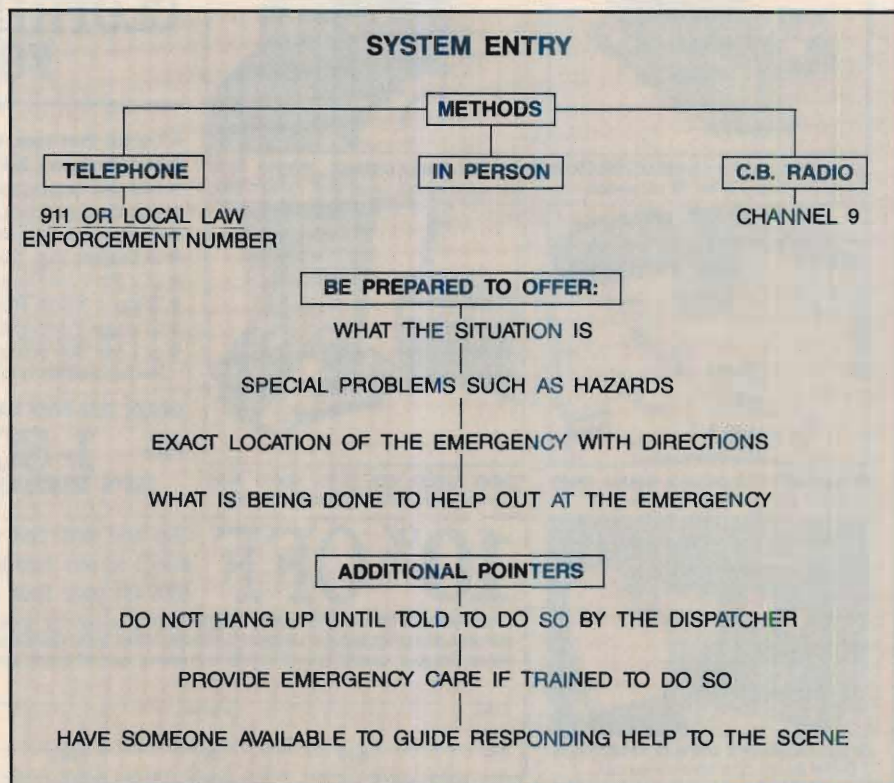 SYSTEM ENTRY
METHODS
TELEPHONE
IN PERSON
C.B. RADIO
911 OR LOCAL LAW
ENFORCEMENT NUMBER
CHANNEL 9
BE PREPARED TO OFFER:
WHAT THE SITUATION IS
SPECIAL PROBLEMS SUCH AS HAZARDS
EXACT LOCATION OF THE EMERGENCY WITH DIRECTIONS
WHAT IS BEING DONE TO HELP OUT AT THE EMERGENCY
ADDITIONAL POINTERS
DO NOT HANG UP UNTIL TOLD TO DO SO BY THE DISPATCHER
PROVIDE EMERGENCY CARE IF TRAINED TO DO SO
HAVE SOMEONE AVAILABLE TO GUIDE RESPONDING HELP TO THE SCENE